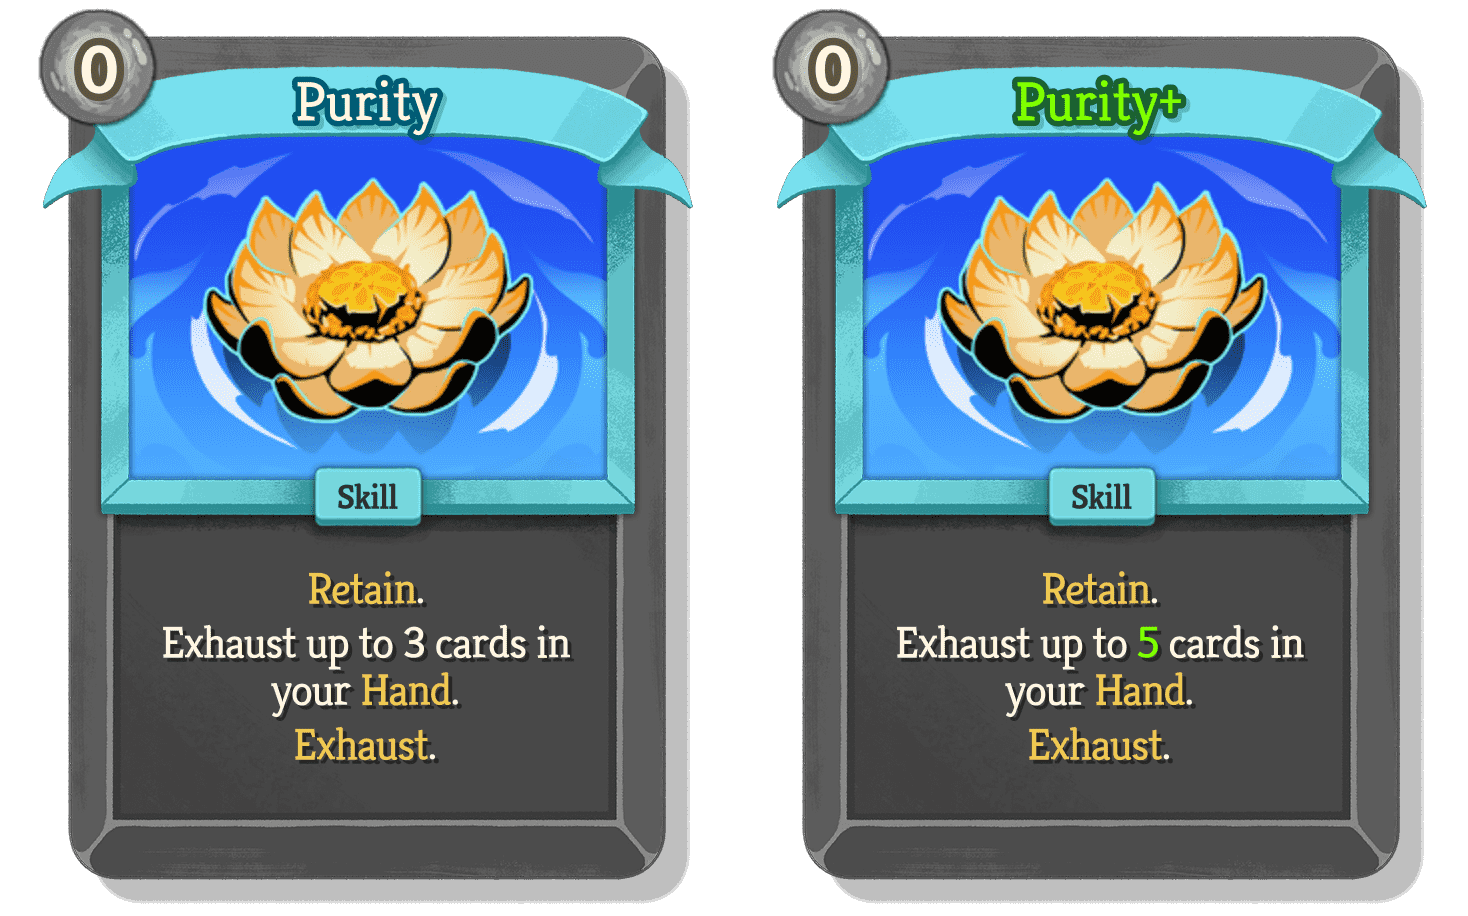 0
Purity
Skill
Retain.
Exhaust up to 3 cards in
your Hand.
Exhaust.
0
Purity+
Skill
Retain.
Exhaust up to 5 cards in
your Hand.
Exhaust.